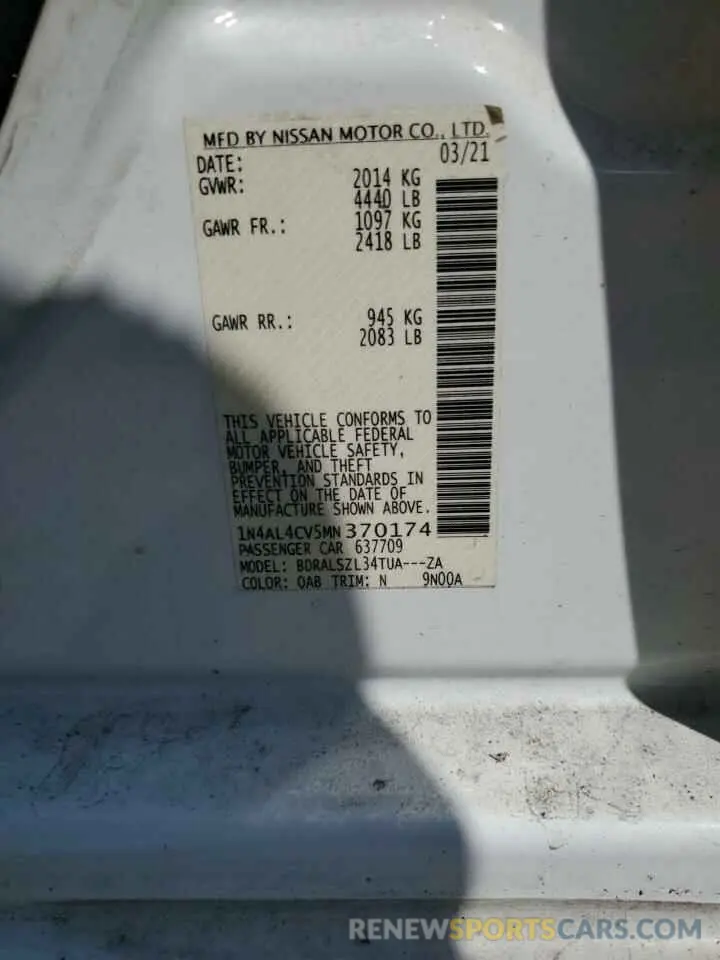 MFD BY NISSAN MOTOR CO., LTD.
DATE: 03/21
GVWR: 2014 KG
4440 LB
GAWR FR.: 1097 KG
2418 LB
GAWR RR.: 945 KG
2083 LB
THIS VEHICLE CONFORMS TO
ALL APPLICABLE FEDERAL
MOTOR VEHICLE SAFETY,
BUMPER, AND THEFT
PREVENTION STANDARDS IN
EFFECT ON THE DATE OF
MANUFACTURE SHOWN ABOVE.
1N4AL4CV5MN370174
PASSENGER CAR 637709
MODEL: BDRALSZL34TUA---ZA
COLOR: QAB TRIM: N 9N00A
RENEWSPORTSCARS.COM